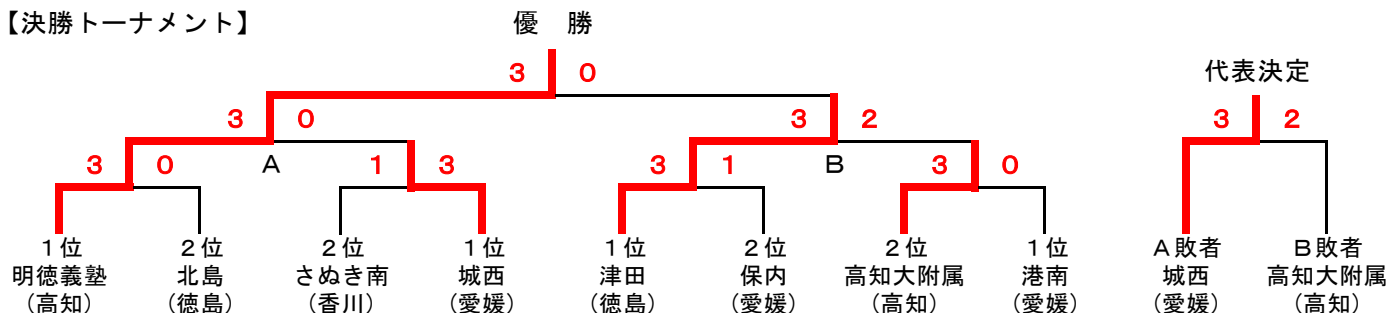 【決勝トーナメント】
優　勝
代表決定
3 0
3 0 3 2 3 2
3 0 A 1 3 3 1 B 3 0
1位 2位 2位 1位 1位 2位 2位 1位 A敗者 B敗者
明徳義塾 北島 さぬき南 城西 津田 保内 高知大附属 港南 城西 高知大附属
（高知） （徳島） （香川） （愛媛） （徳島） （愛媛） （高知） （愛媛） （愛媛） （高知）